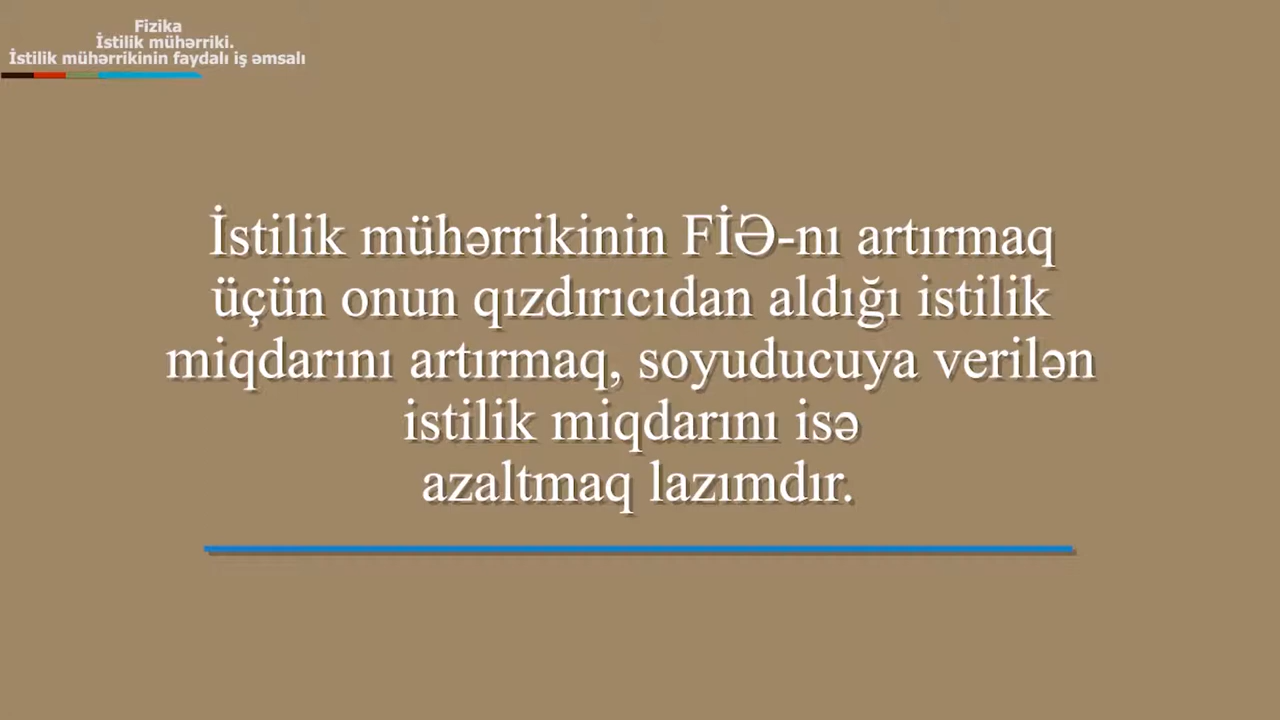 Fizika
İstilik mühərriki.
İstilik mühərrikinin faydalı iş əmsalı
İstilik mühərrikinin FİƏ-nı artırmaq
üçün onun qızdırıcıdan aldığı istilik
miqdarını artırmaq, soyuducuya verilən
istilik miqdarını isə
azaltmaq lazımdır.